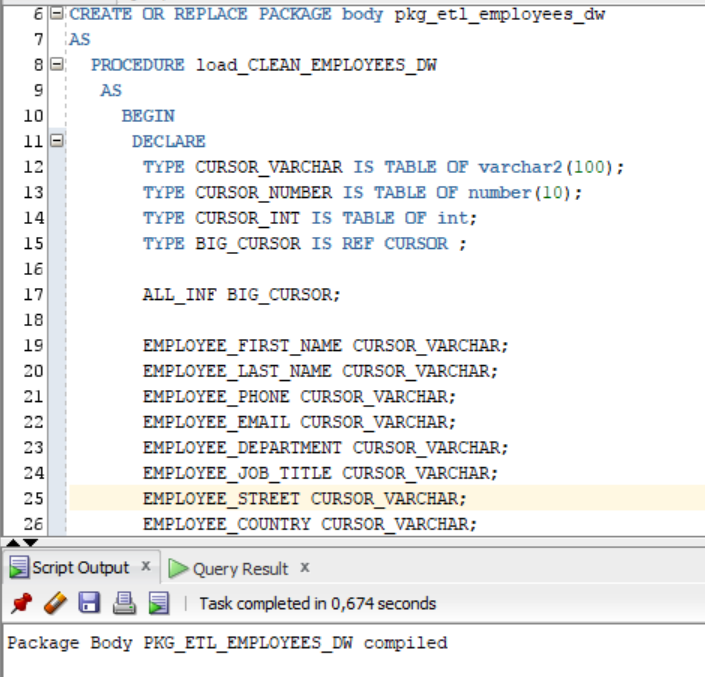 6 CREATE OR REPLACE PACKAGE body pkg_etl_employees_dw
7 AS
8 PROCEDURE load_CLEAN_EMPLOYEES_DW
9 AS
10 BEGIN
11 DECLARE
12 TYPE CURSOR_VARCHAR IS TABLE OF varchar2(100);
13 TYPE CURSOR_NUMBER IS TABLE OF number(10);
14 TYPE CURSOR_INT IS TABLE OF int;
15 TYPE BIG_CURSOR IS REF CURSOR ;
16
17 ALL_INF BIG_CURSOR;
18
19 EMPLOYEE_FIRST_NAME CURSOR_VARCHAR;
20 EMPLOYEE_LAST_NAME CURSOR_VARCHAR;
21 EMPLOYEE_PHONE CURSOR_VARCHAR;
22 EMPLOYEE_EMAIL CURSOR_VARCHAR;
23 EMPLOYEE_DEPARTMENT CURSOR_VARCHAR;
24 EMPLOYEE_JOB_TITLE CURSOR_VARCHAR;
25 EMPLOYEE_STREET CURSOR_VARCHAR;
26 EMPLOYEE_COUNTRY CURSOR_VARCHAR;
Script Output x Query Result x
Task completed in 0,674 seconds
Package Body PKG_ETL_EMPLOYEES_DW compiled